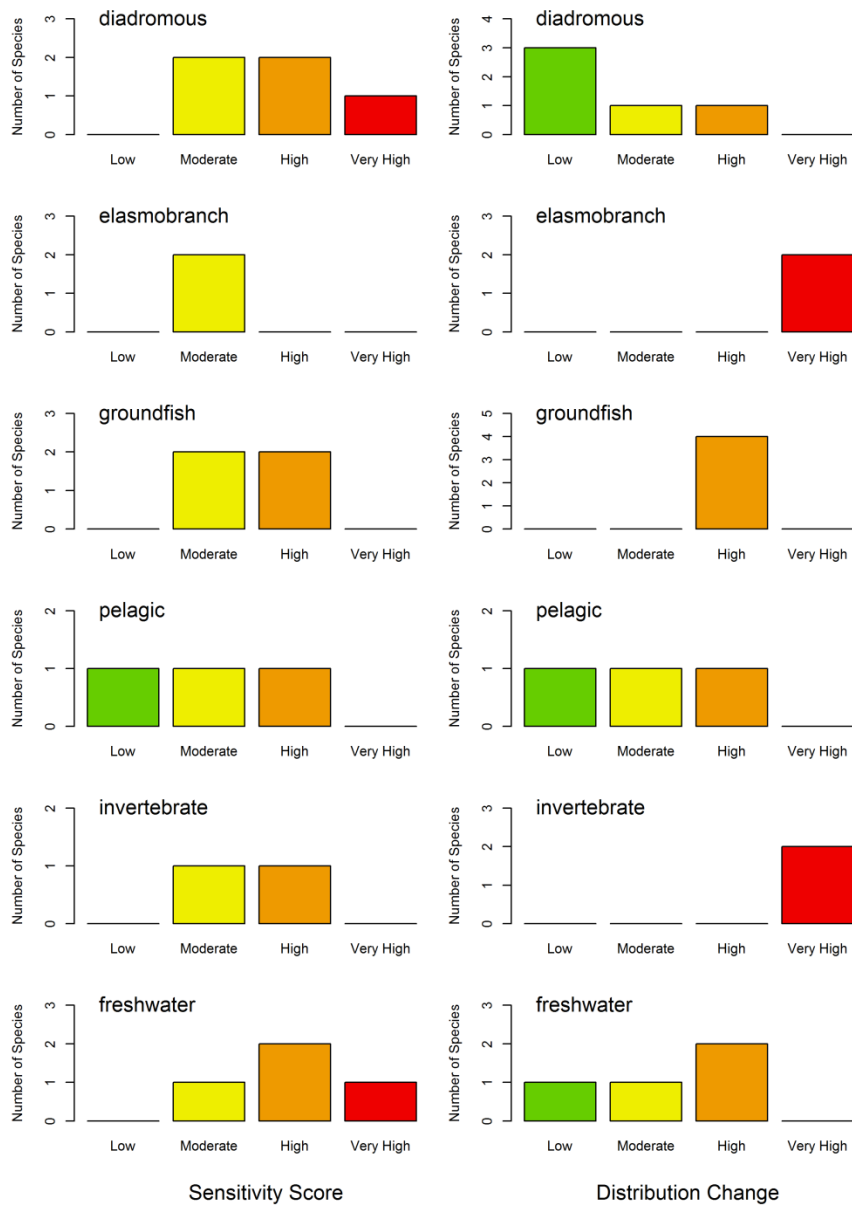 diadromous
Number of Species
0 1 2 3
Low Moderate High Very High
diadromous
Number of Species
0 1 2 3 4
Low Moderate High Very High
elasmobranch
Number of Species
0 1 2 3
Low Moderate High Very High
elasmobranch
Number of Species
0 1 2 3
Low Moderate High Very High
groundfish
Number of Species
0 1 2 3
Low Moderate High Very High
groundfish
Number of Species
0 1 2 3 4 5
Low Moderate High Very High
pelagic
Number of Species
0 1 2
Low Moderate High Very High
pelagic
Number of Species
0 1 2
Low Moderate High Very High
invertebrate
Number of Species
0 1 2
Low Moderate High Very High
invertebrate
Number of Species
0 1 2 3
Low Moderate High Very High
freshwater
Number of Species
0 1 2 3
Low Moderate High Very High
freshwater
Number of Species
0 1 2 3
Low Moderate High Very High
Sensitivity Score
Distribution Change